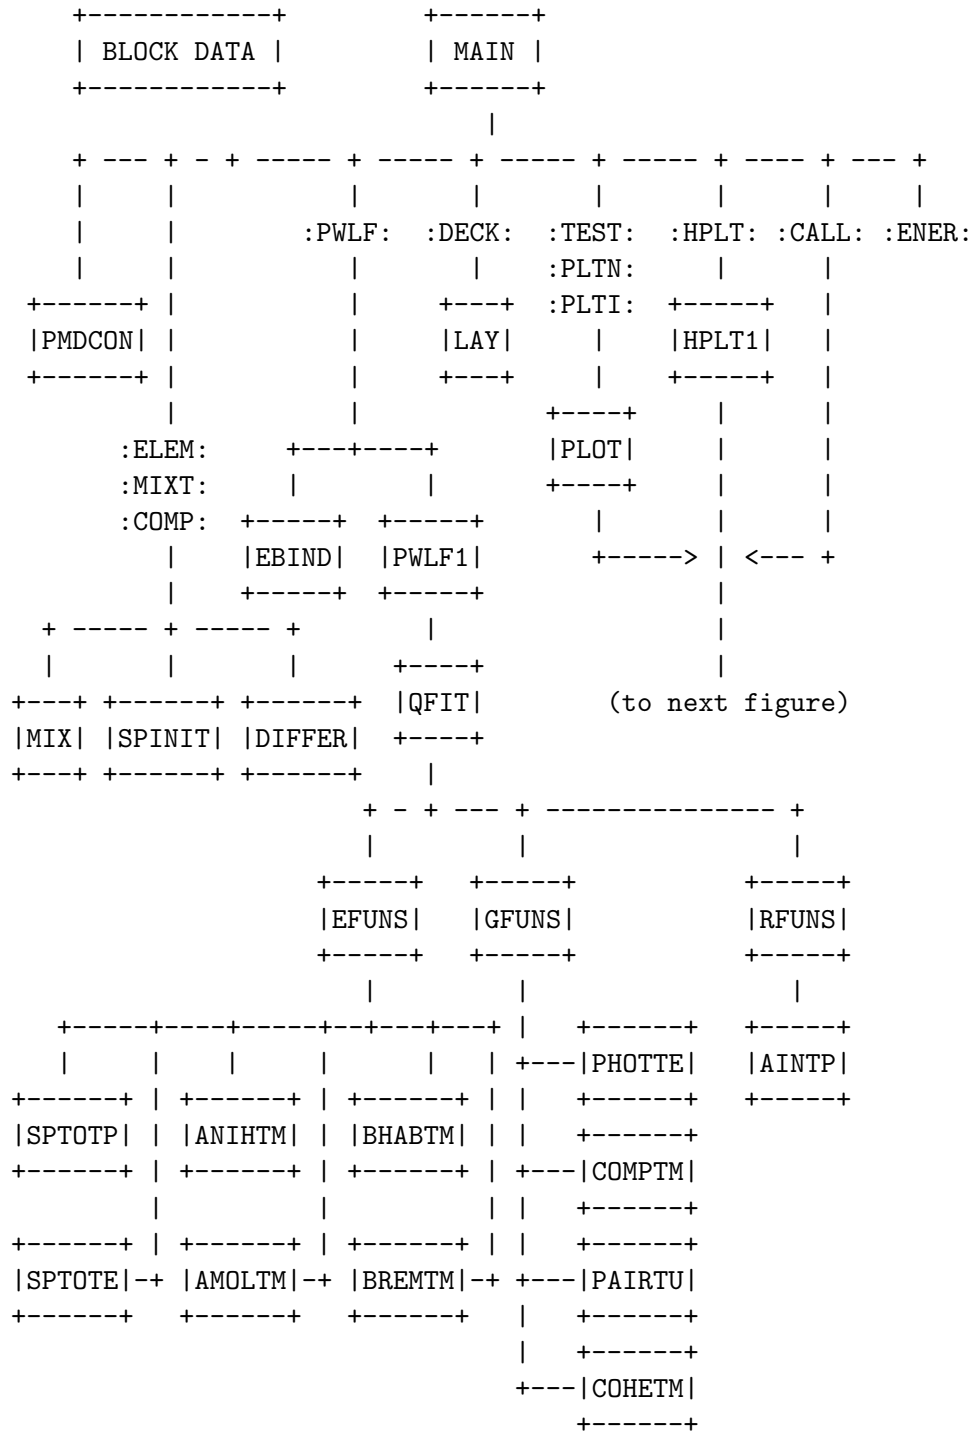 BLOCK DATA MAIN
:PWLF: :DECK: :TEST: :HPLT: :CALL: :ENER:
:PLTN:
:PLTI:
PMDCON LAY HPLT1
:ELEM: PLOT
:MIXT:
:COMP:
EBIND PWLF1
(to next figure)
QFIT
MIX SPINIT DIFFER
EFUNS GFUNS RFUNS
PHOTTE AINTP
SPTOTP ANIHTM BHABTM
COMPTM
SPTOTE AMOLTM BREMTM PAIRTU
COHETM